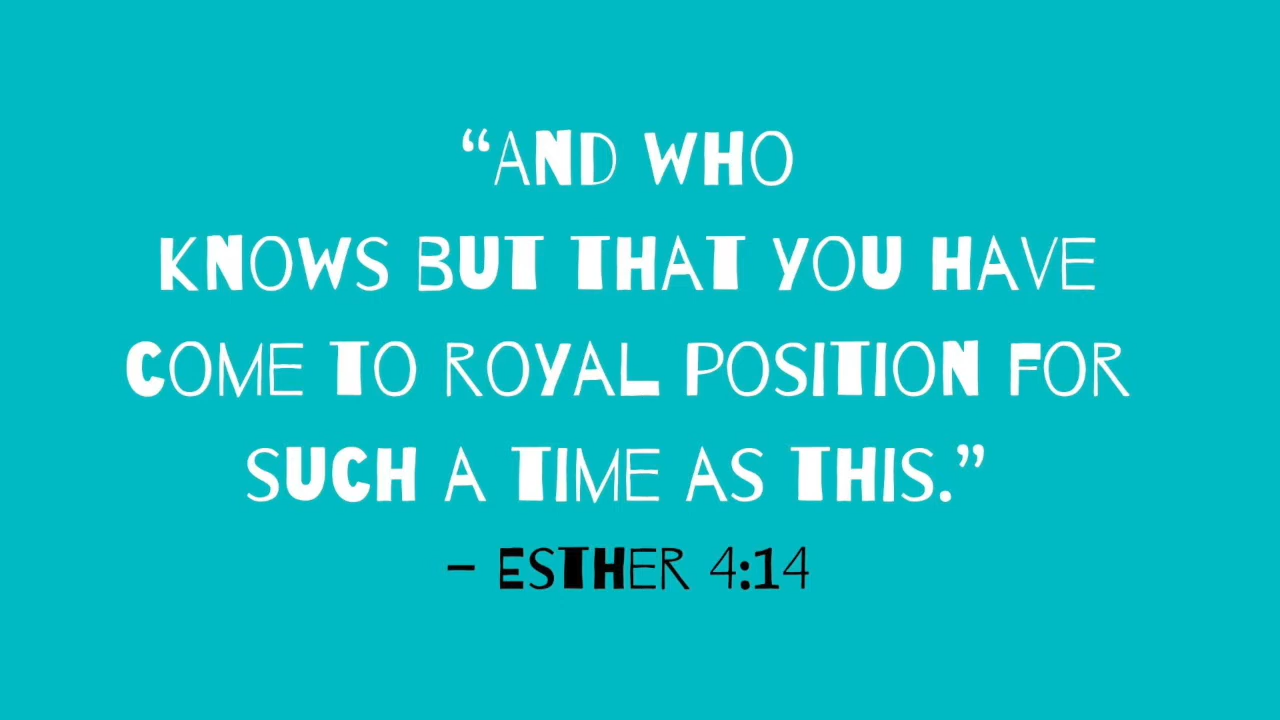 “AND WHO
KNOWS BUT THAT YOU HAVE
COME TO ROYAL POSITION FOR
SUCH A TIME AS THIS.”
– ESTHER 4:14